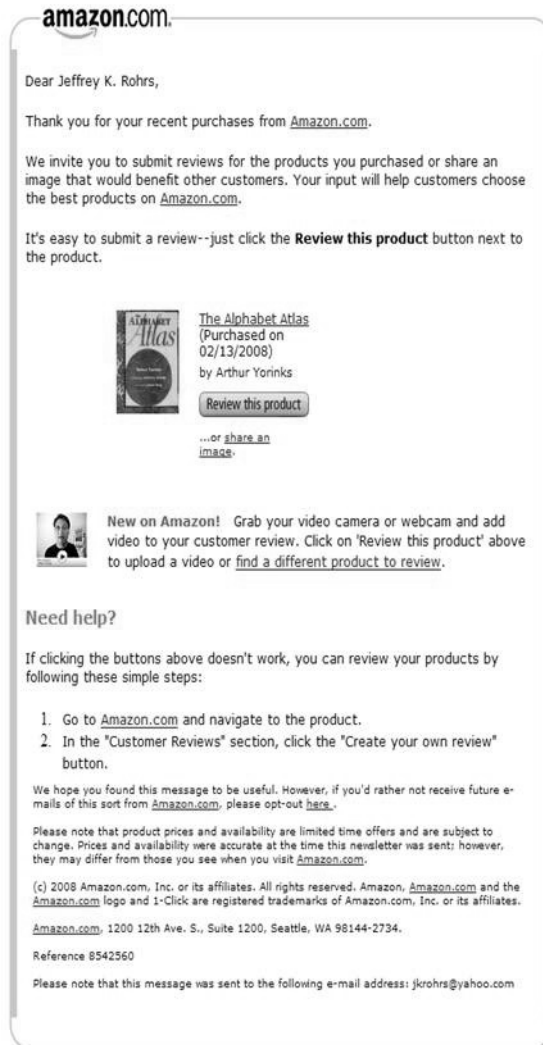 amazon.com.
Dear Jeffrey K. Rohrs,
Thank you for your recent purchases from Amazon.com.
We invite you to submit reviews for the products you purchased or share an
image that would benefit other customers. Your input will help customers choose
the best products on Amazon.com.
It's easy to submit a review--just click the Review this product button next to
the product.
ALPHABET
Atlas
The Alphabet Atlas
(Purchased on
02/13/2008)
by Arthur Yorinks
Review this product
...or share an
image.
New on Amazon! Grab your video camera or webcam and add
video to your customer review. Click on 'Review this product' above
to upload a video or find a different product to review.
Need help?
If clicking the buttons above doesn't work, you can review your products by
following these simple steps:
1. Go to Amazon.com and navigate to the product.
2. In the "Customer Reviews" section, click the "Create your own review"
button.
We hope you found this message to be useful. However, if you'd rather not receive future e-
mails of this sort from Amazon.com, please opt-out here .
Please note that product prices and availability are limited time offers and are subject to
change. Prices and availability were accurate at the time this newsletter was sent; however,
they may differ from those you see when you visit Amazon.com.
(c) 2008 Amazon.com, Inc. or its affiliates. All rights reserved. Amazon, Amazon.com and the
Amazon.com logo and 1-Click are registered trademarks of Amazon.com, Inc. or its affiliates.
Amazon.com, 1200 12th Ave. S., Suite 1200, Seattle, WA 98144-2734.
Reference 8542560
Please note that this message was sent to the following e-mail address: jkrohrs@yahoo.com